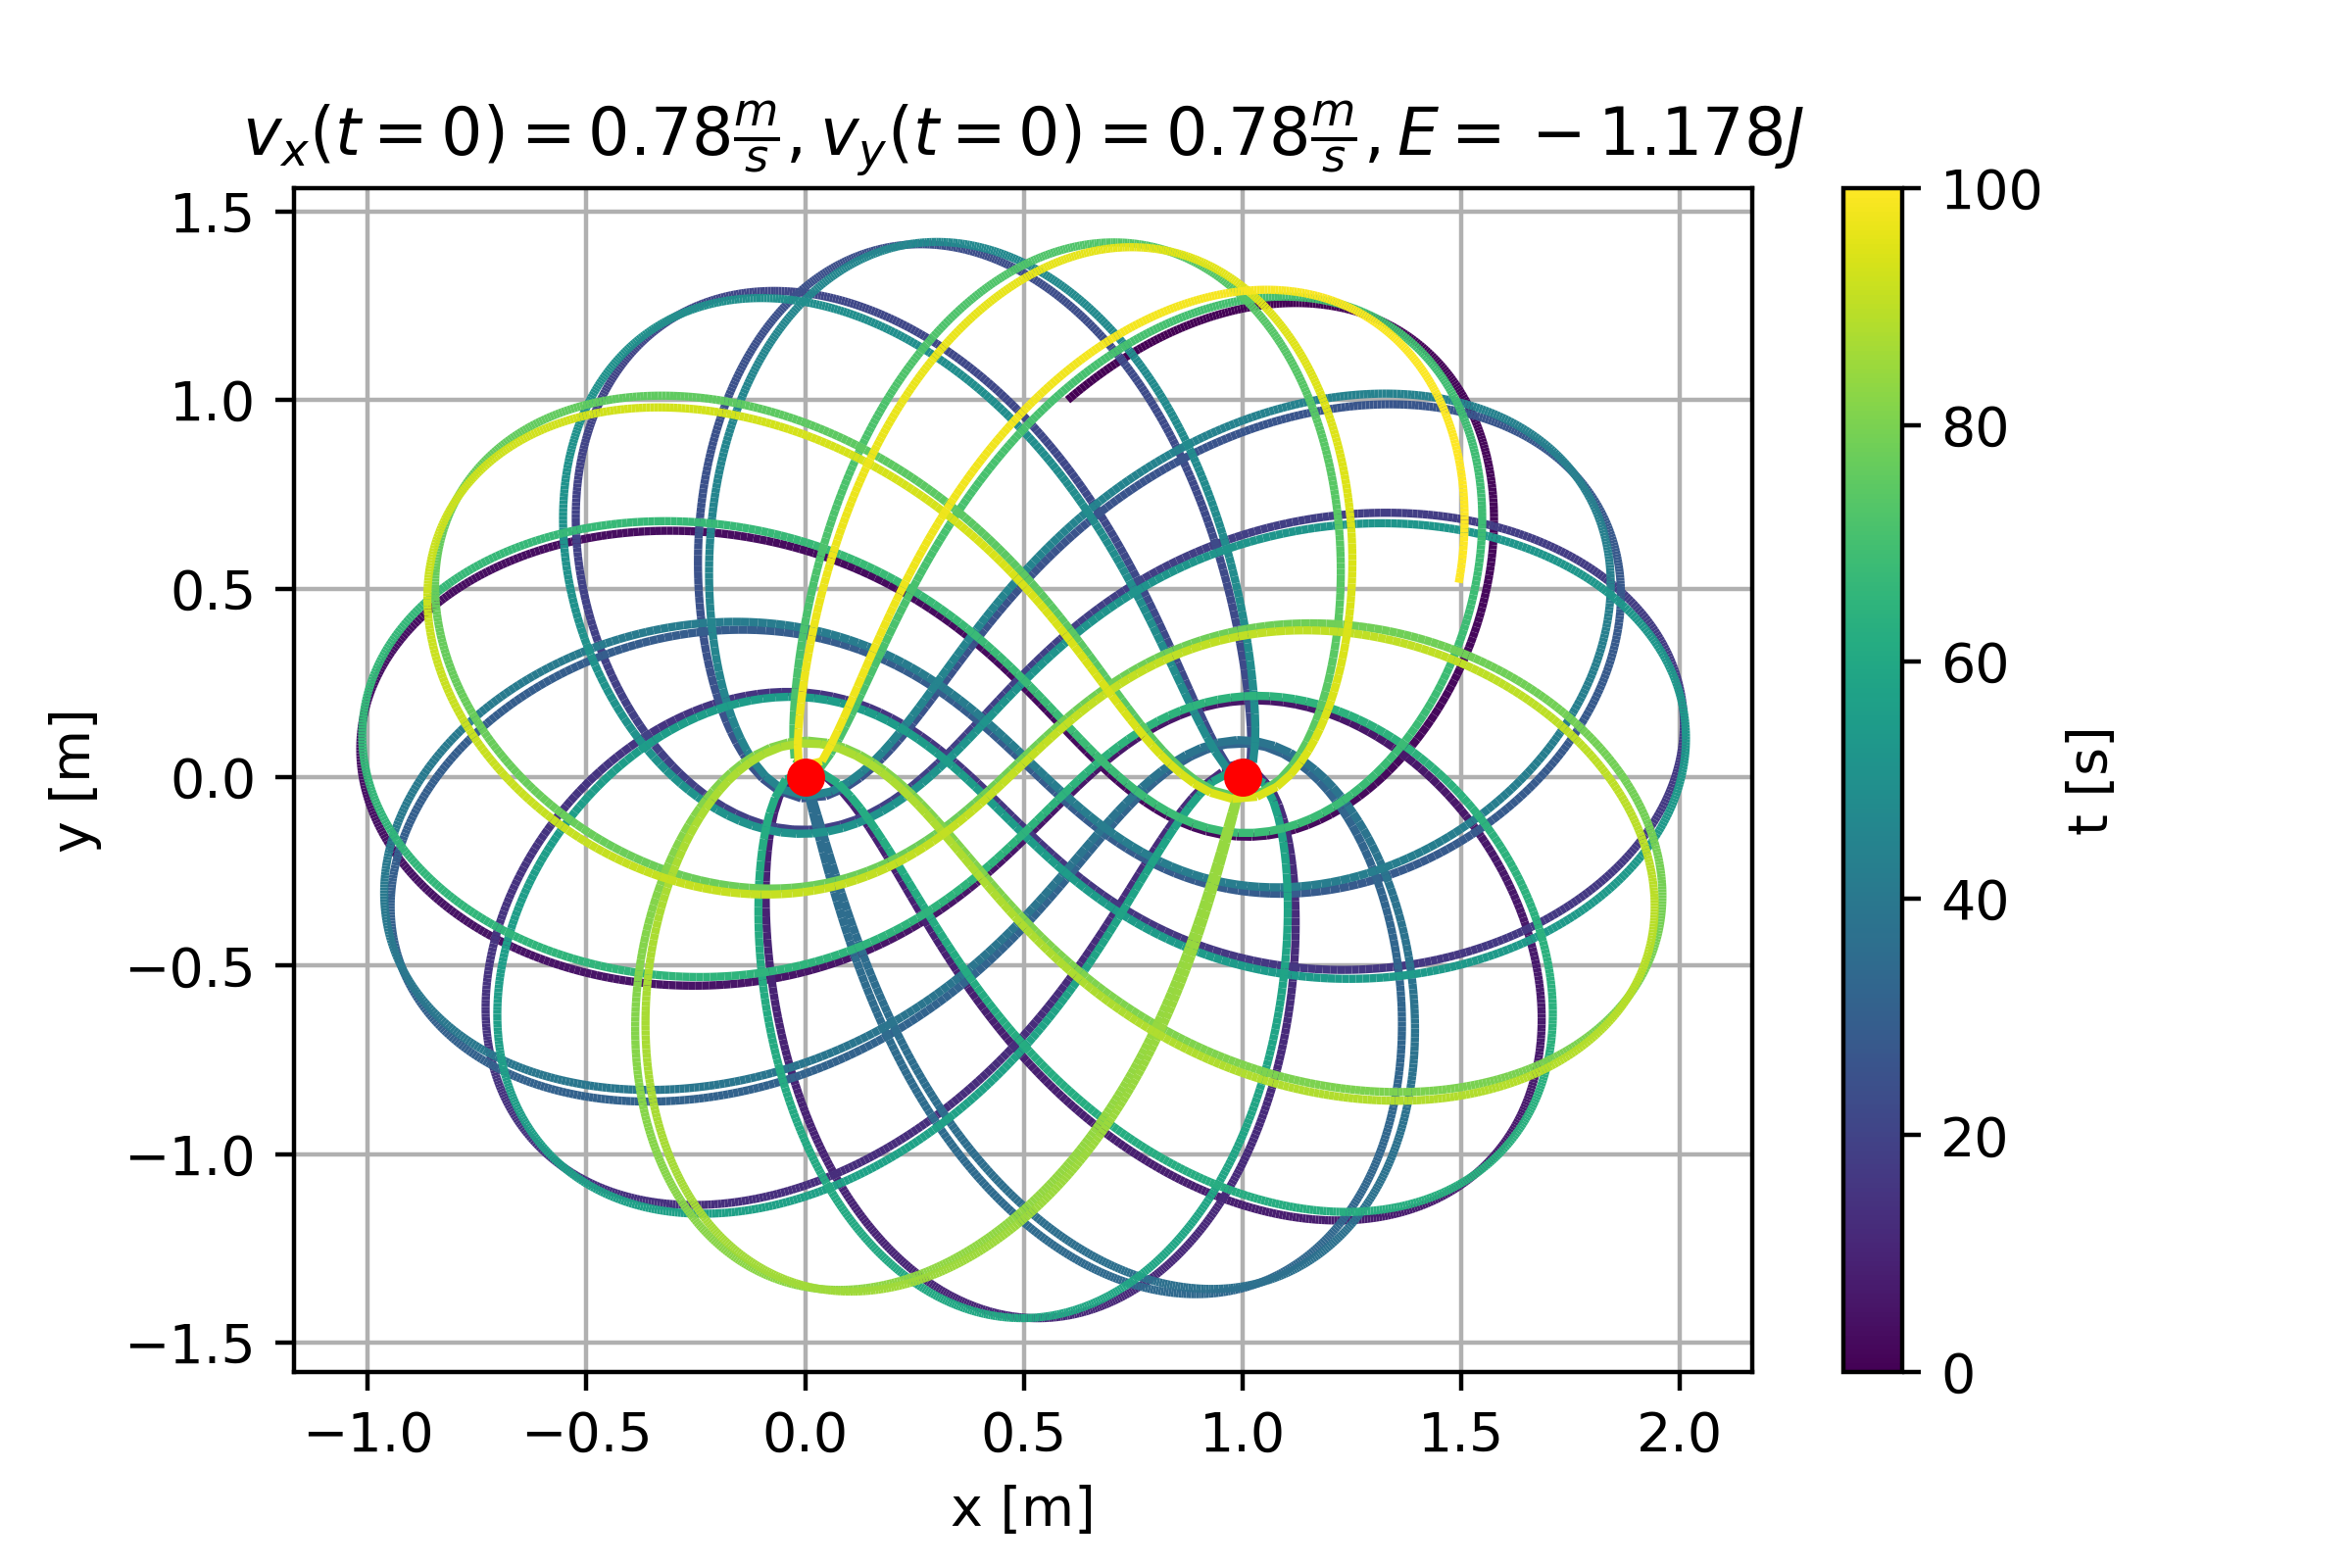 v_x(t = 0) = 0.78 m/s, v_y(t = 0) = 0.78 m/s, E = −1.178J
1.5
1.0
0.5
0.0
−0.5
−1.0
−1.5
y [m]
−1.0 −0.5 0.0 0.5 1.0 1.5 2.0
x [m]
100
80
60
40
20
0
t [s]